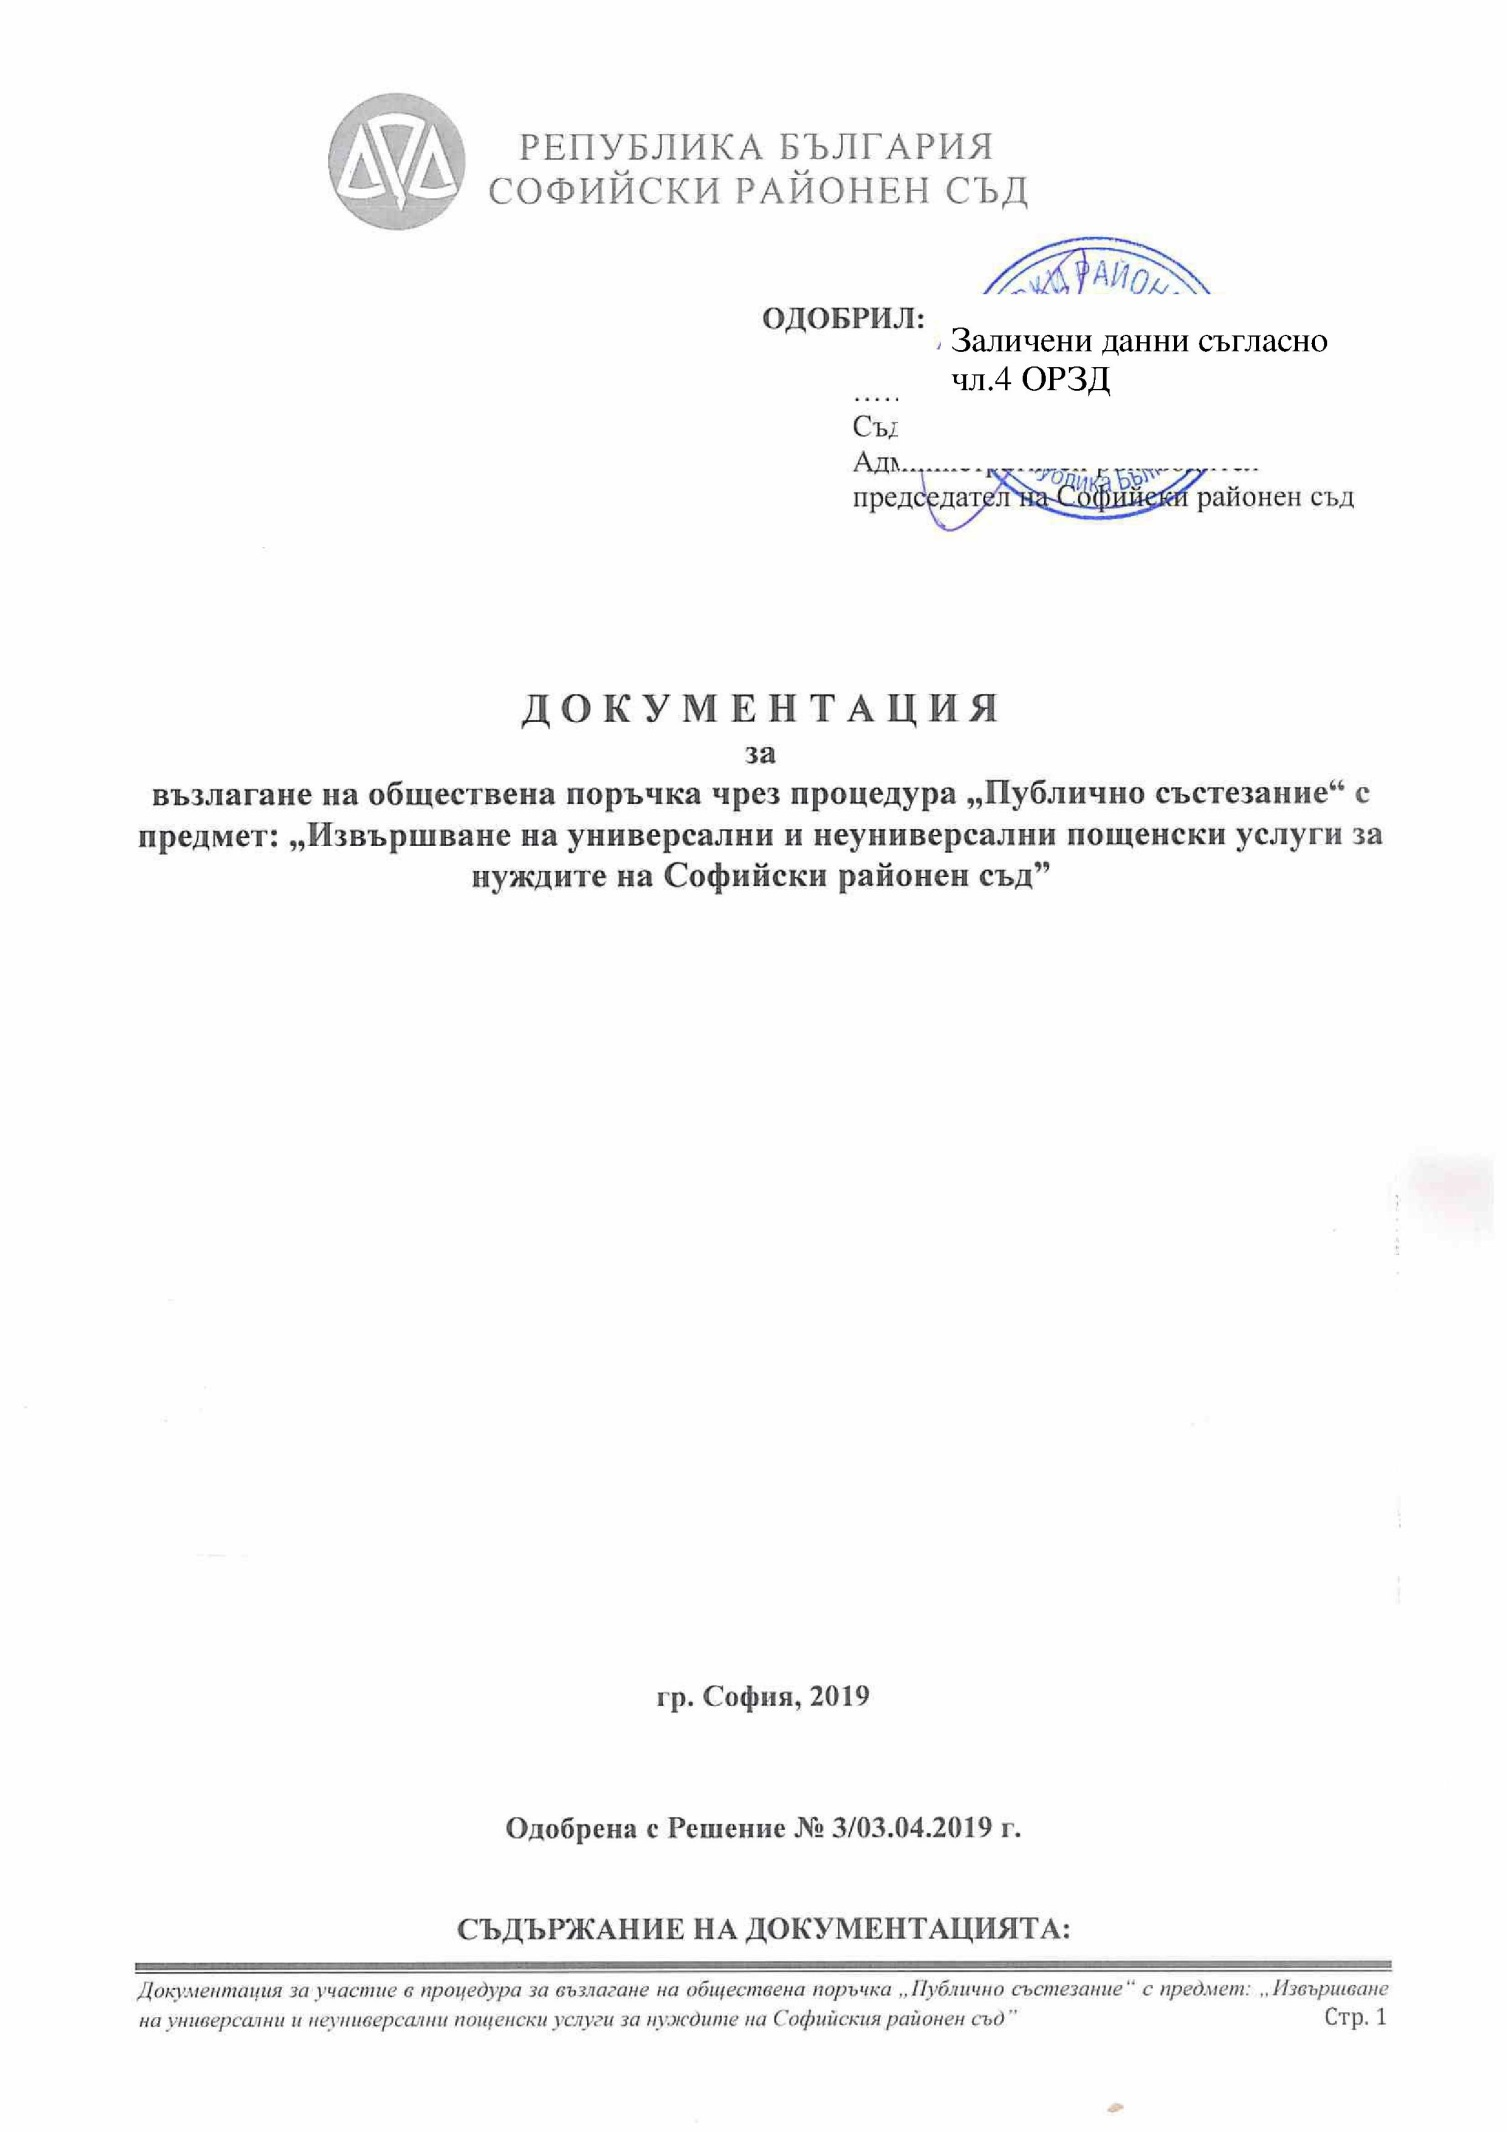 РЕПУБЛИКА БЪЛГАРИЯ
СОФИЙСКИ РАЙОНЕН СЪД
РАЙОН
ОДОБРИЛ:
Заличени данни съгласно
чл.4 ОРЗД
.....
председател на Софийски районен съд
ДОКУМЕНТАЦИЯ
за
възлагане на обществена поръчка чрез процедура „Публично състезание“ с
предмет: „Извършване на универсални и неуниверсални пощенски услуги за
нуждите на Софийски районен съд”
гр. София, 2019
Одобрена с Решение № 3/03.04.2019 г.
СЪДЪРЖАНИЕ НА ДОКУМЕНТАЦИЯТА:
Документация за участие в процедура за възлагане на обществена поръчка „Публично състезание“ с предмет: „Извършване
на универсални и неуниверсални пощенски услуги за нуждите на Софийския районен съд” Стр. 1